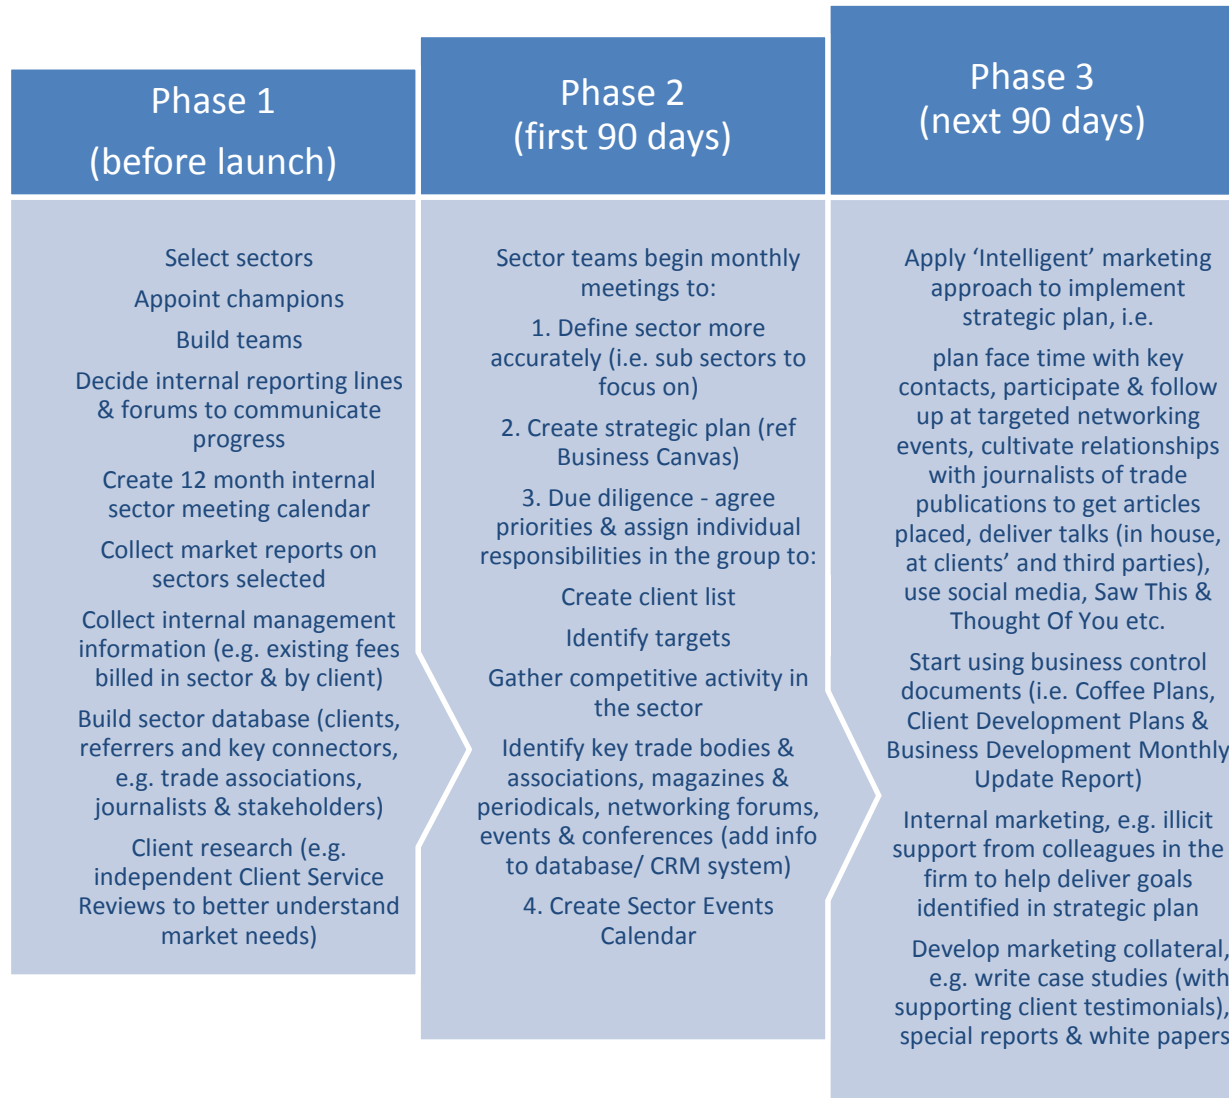 Phase 1
(before launch)
Select sectors
Appoint champions
Build teams
Decide internal reporting lines
& forums to communicate
progress
Create 12 month internal
sector meeting calendar
Collect market reports on
sectors selected
Collect internal management
information (e.g. existing fees
billed in sector & by client)
Build sector database (clients,
referrers and key connectors,
e.g. trade associations,
journalists & stakeholders)
Client research (e.g.
independent Client Service
Reviews to better understand
market needs)
Phase 2
(first 90 days)
Sector teams begin monthly
meetings to:
1. Define sector more
accurately (i.e. sub sectors to
focus on)
2. Create strategic plan (ref
Business Canvas)
3. Due diligence - agree
priorities & assign individual
responsibilities in the group to:
Create client list
Identify targets
Gather competitive activity in
the sector
Identify key trade bodies &
associations, magazines &
periodicals, networking forums,
events & conferences (add info
to database/ CRM system)
4. Create Sector Events
Calendar
Phase 3
(next 90 days)
Apply ‘Intelligent’ marketing
approach to implement
strategic plan, i.e.
plan face time with key
contacts, participate & follow
up at targeted networking
events, cultivate relationships
with journalists of trade
publications to get articles
placed, deliver talks (in house,
at clients’ and third parties),
use social media, Saw This &
Thought Of You etc.
Start using business control
documents (i.e. Coffee Plans,
Client Development Plans &
Business Development Monthly
Update Report)
Internal marketing, e.g. illicit
support from colleagues in the
firm to help deliver goals
identified in strategic plan
Develop marketing collateral,
e.g. write case studies (with
supporting client testimonials),
special reports & white papers